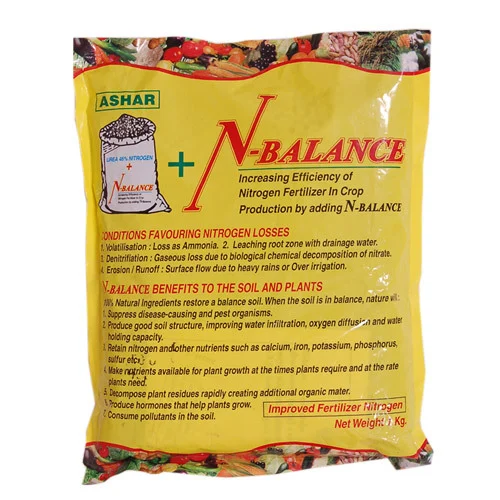 ASHAR
UREA 46% NITROGEN
+
N-BALANCE
+
N-BALANCE
Increasing Efficiency of
Nitrogen Fertilizer In Crop
Production by adding N-BALANCE
CONDITIONS FAVOURING NITROGEN LOSSES
1. Volatilisation : Loss as Ammonia. 2. Leaching root zone with drainage water.
3. Denitrifiation : Gaseous loss due to biological chemical decomposition of nitrate.
4. Erosion / Runoff : Surface flow due to heavy rains or Over irrigation.
N-BALANCE BENEFITS TO THE SOIL AND PLANTS
100% Natural Ingredients restore a balance soil. When the soil is in balance, nature
1. Suppress disease-causing and pest organisms.
2. Produce good soil structure, improving water infiltration, oxygen diffusion and water
holding capacity.
3. Retain nitrogen and other nutrients such as calcium, iron, potassium, phosphorus,
sulfur etc.
4. Make nutrients available for plant growth at the times plants require and at the rate
plants need.
5. Decompose plant residues rapidly creating additional organic mater.
6. Produce hormones that help plants grow.
7. Consume pollutants in the soil.
Improved Fertilizer Nitrogen
Net Weight: 1 Kg.